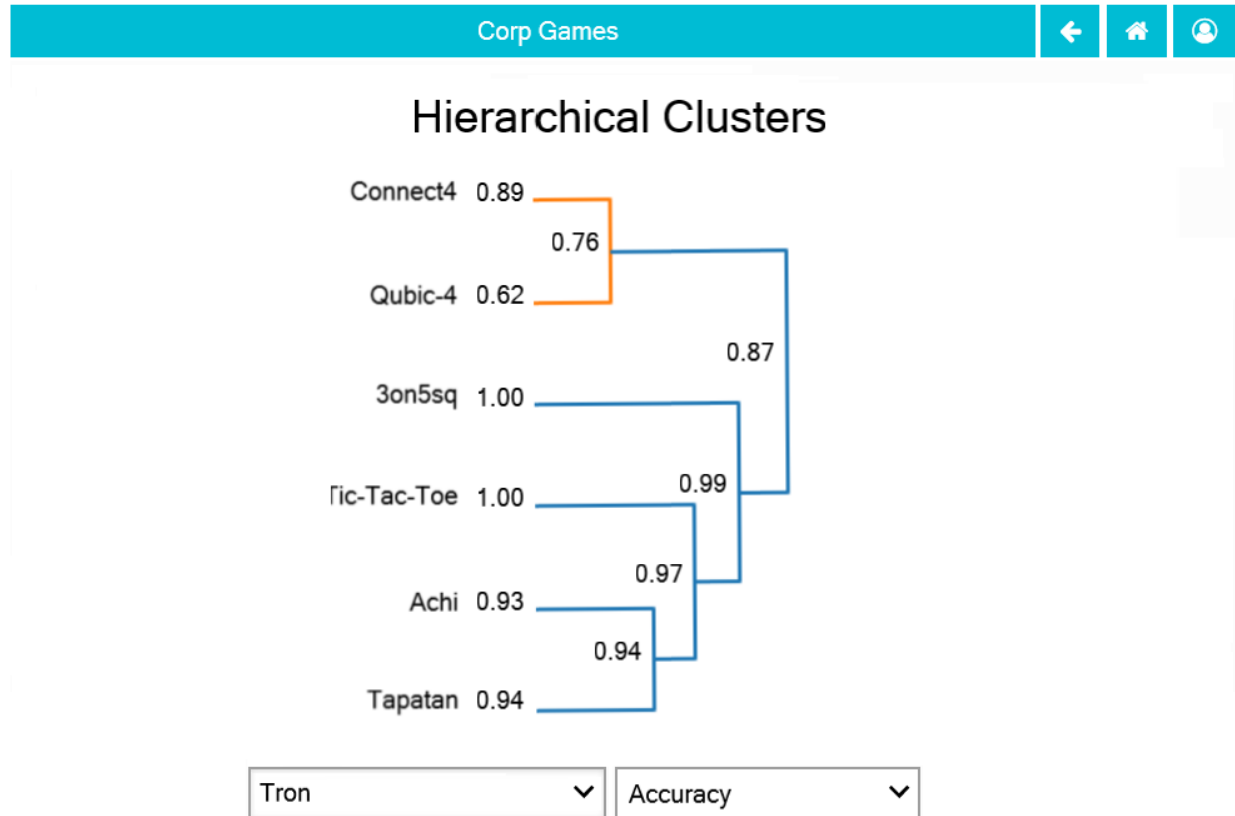 Corp Games
Hierarchical Clusters
Connect4 0.89
0.76
Qubic-4 0.62
0.87
3on5sq 1.00
0.99
Tic-Tac-Toe 1.00
0.97
Achi 0.93
0.94
Tapatan 0.94
Tron
Accuracy